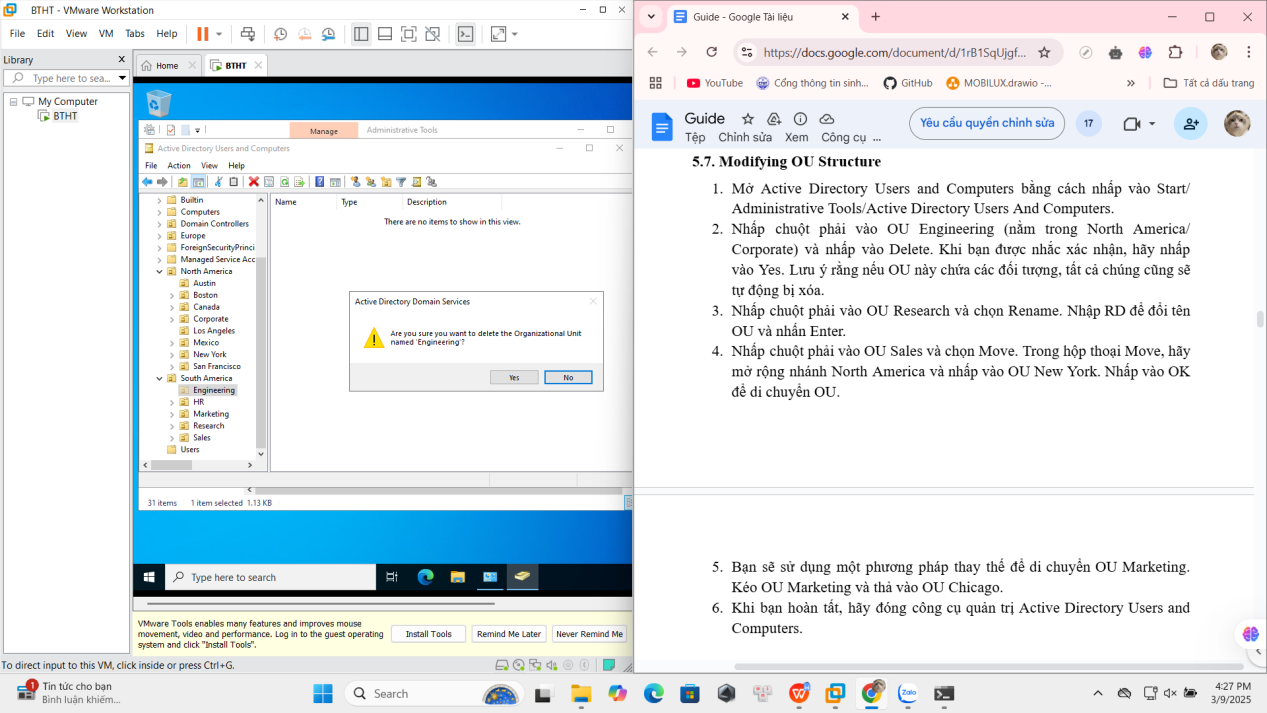 BTHT - VMware Workstation
File Edit View VM Tabs Help
Library
Type here to sea...
My Computer
BTHT
Home
BTHT
Manage
Administrative Tools
Active Directory Users and Computers
File Action View Help
Builtin
Computers
Domain Controllers
Europe
ForeignSecurityPrinci
Managed Service Acc
North America
Austin
Boston
Canada
Corporate
Los Angeles
Mexico
New York
San Francisco
South America
Engineering
HR
Marketing
Research
Sales
Users
Name Type Description
There are no items to show in this view.
Active Directory Domain Services
Are you sure you want to delete the Organizational Unit
named 'Engineering'?
Yes No
31 items 1 item selected 1.13 KB
Type here to search
VMware Tools enables many features and improves mouse
movement, video and performance. Log in to the guest operating
system and click "Install Tools".
Install Tools Remind Me Later Never Remind Me
To direct input to this VM, click inside or press Ctrl+G.
Guide - Google Tài liệu
https://docs.google.com/document/d/1rB1SqUjgf...
YouTube Cổng thông tin sinh... GitHub MOBILUX.drawio -... » Tất cả dấu trang
Guide
Tệp Chỉnh sửa Xem Công cụ ...
Yêu cầu quyền chỉnh sửa
17
5.7. Modifying OU Structure
1. Mở Active Directory Users and Computers bằng cách nhấp vào Start/
Administrative Tools/Active Directory Users And Computers.
2. Nhấp chuột phải vào OU Engineering (nằm trong North America/
Corporate) và nhấp vào Delete. Khi bạn được nhắc xác nhận, hãy nhấp
vào Yes. Lưu ý rằng nếu OU này chứa các đối tượng, tất cả chúng cũng sẽ
tự động bị xóa.
3. Nhấp chuột phải vào OU Research và chọn Rename. Nhập RD để đổi tên
OU và nhấn Enter.
4. Nhấp chuột phải vào OU Sales và chọn Move. Trong hộp thoại Move, hãy
mở rộng nhánh North America và nhấp vào OU New York. Nhấp vào OK
để di chuyển OU.
5. Bạn sẽ sử dụng một phương pháp thay thế để di chuyển OU Marketing.
Kéo OU Marketing và thả vào OU Chicago.
6. Khi bạn hoàn tất, hãy đóng công cụ quản trị Active Directory Users and
Computers.
1
Tin tức cho bạn
Bình luận khiếm...
Search
Zalo
4:27 PM
3/9/2025